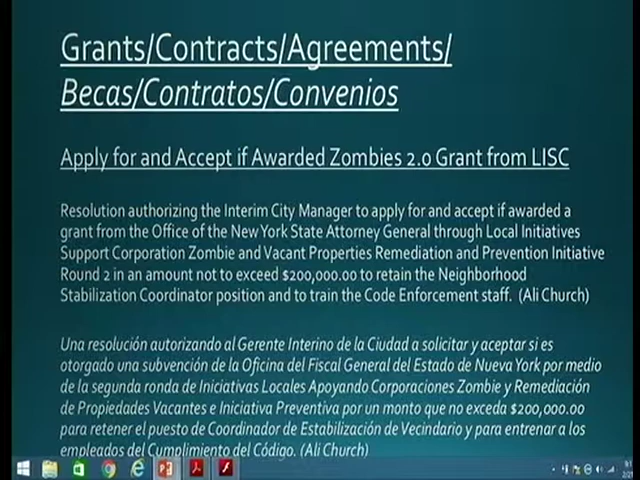 Grants/Contracts/Agreements/
Becas/Contratos/Convenios
Apply for and Accept if Awarded Zombies 2.0 Grant from LISC
Resolution authorizing the Interim City Manager to apply for and accept if awarded a
grant from the Office of the New York State Attorney General through Local Initiatives
Support Corporation Zombie and Vacant Properties Remediation and Prevention Initiative
Round 2 in an amount not to exceed $200,000.00 to retain the Neighborhood
Stabilization Coordinator position and to train the Code Enforcement staff. (Ali Church)
Una resolución autorizando al Gerente Interino de la Ciudad a solicitar y aceptar si es
otorgado una subvención de la Oficina del Fiscal General del Estado de Nueva York por medio
de la segunda ronda de Iniciativas Locales Apoyando Corporaciones Zombie y Remediación
de Propiedades Vacantes e Iniciativa Preventiva por un monto que no exceda $200,000.00
para retener el puesto de Coordinador de Estabilización de Vecindario y para entrenar a los
empleados del Cumplimiento del Código. (Ali Church)